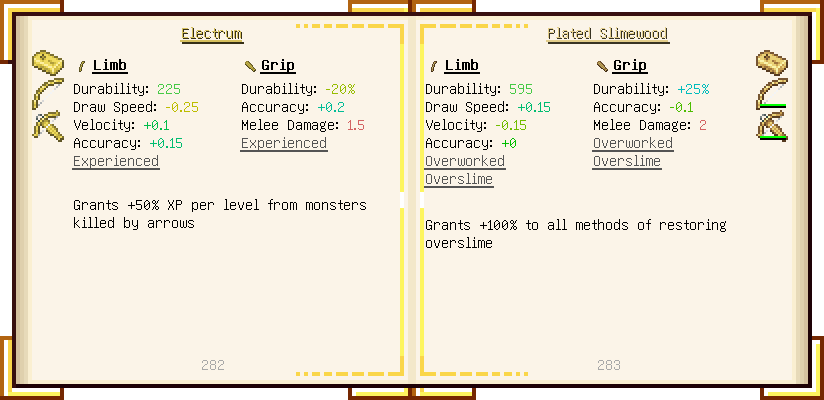 Electrum
Limb
Durability: 225
Draw Speed: -0.25
Velocity: +0.1
Accuracy: +0.15
Experienced
Grip
Durability: -20%
Accuracy: +0.2
Melee Damage: 1.5
Experienced
Grants +50% XP per level from monsters
killed by arrows
282
Plated Slimewood
Limb
Durability: 595
Draw Speed: +0.15
Velocity: -0.15
Accuracy: +0
Overworked
Overslime
Grip
Durability: +25%
Accuracy: -0.1
Melee Damage: 2
Overworked
Overslime
Grants +100% to all methods of restoring
overslime
283